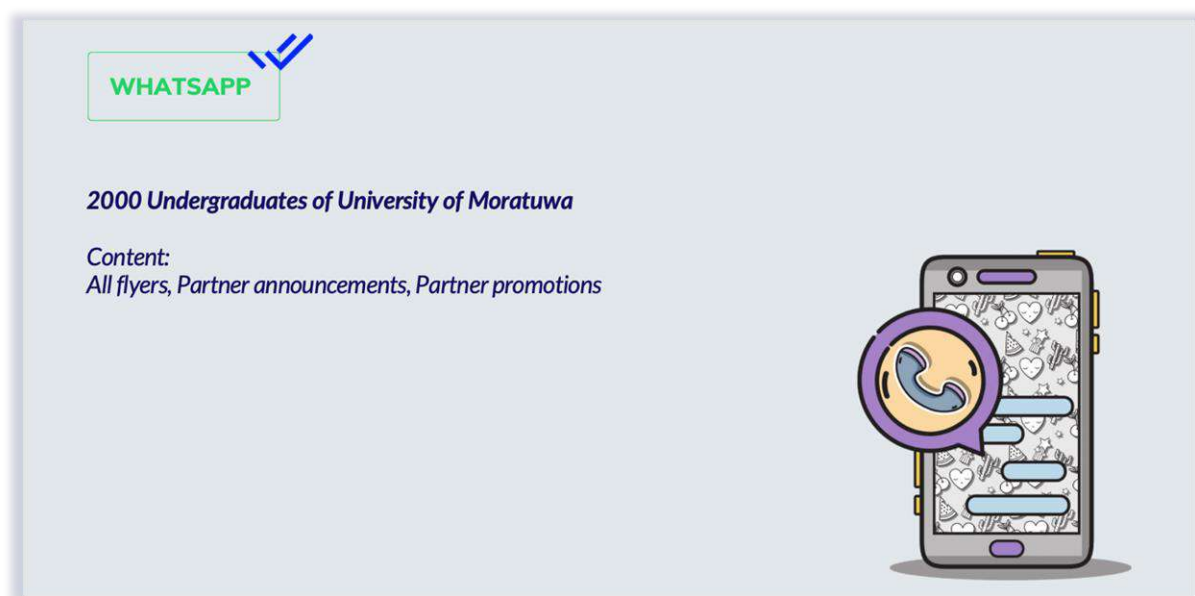 WHATSAPP
2000 Undergraduates of University of Moratuwa
Content:
All flyers, Partner announcements, Partner promotions